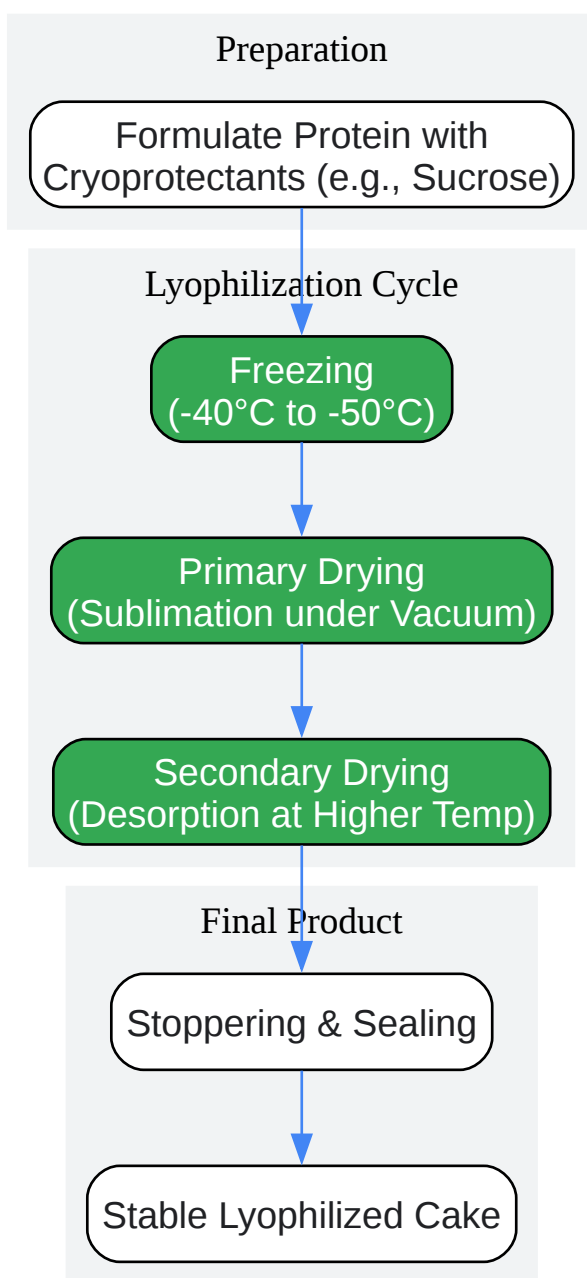 Preparation
Formulate Protein with
Cryoprotectants (e.g., Sucrose)
Lyophilization Cycle
Freezing
(-40°C to -50°C)
Primary Drying
(Sublimation under Vacuum)
Secondary Drying
(Desorption at Higher Temp)
Final Product
Stoppering & Sealing
Stable Lyophilized Cake